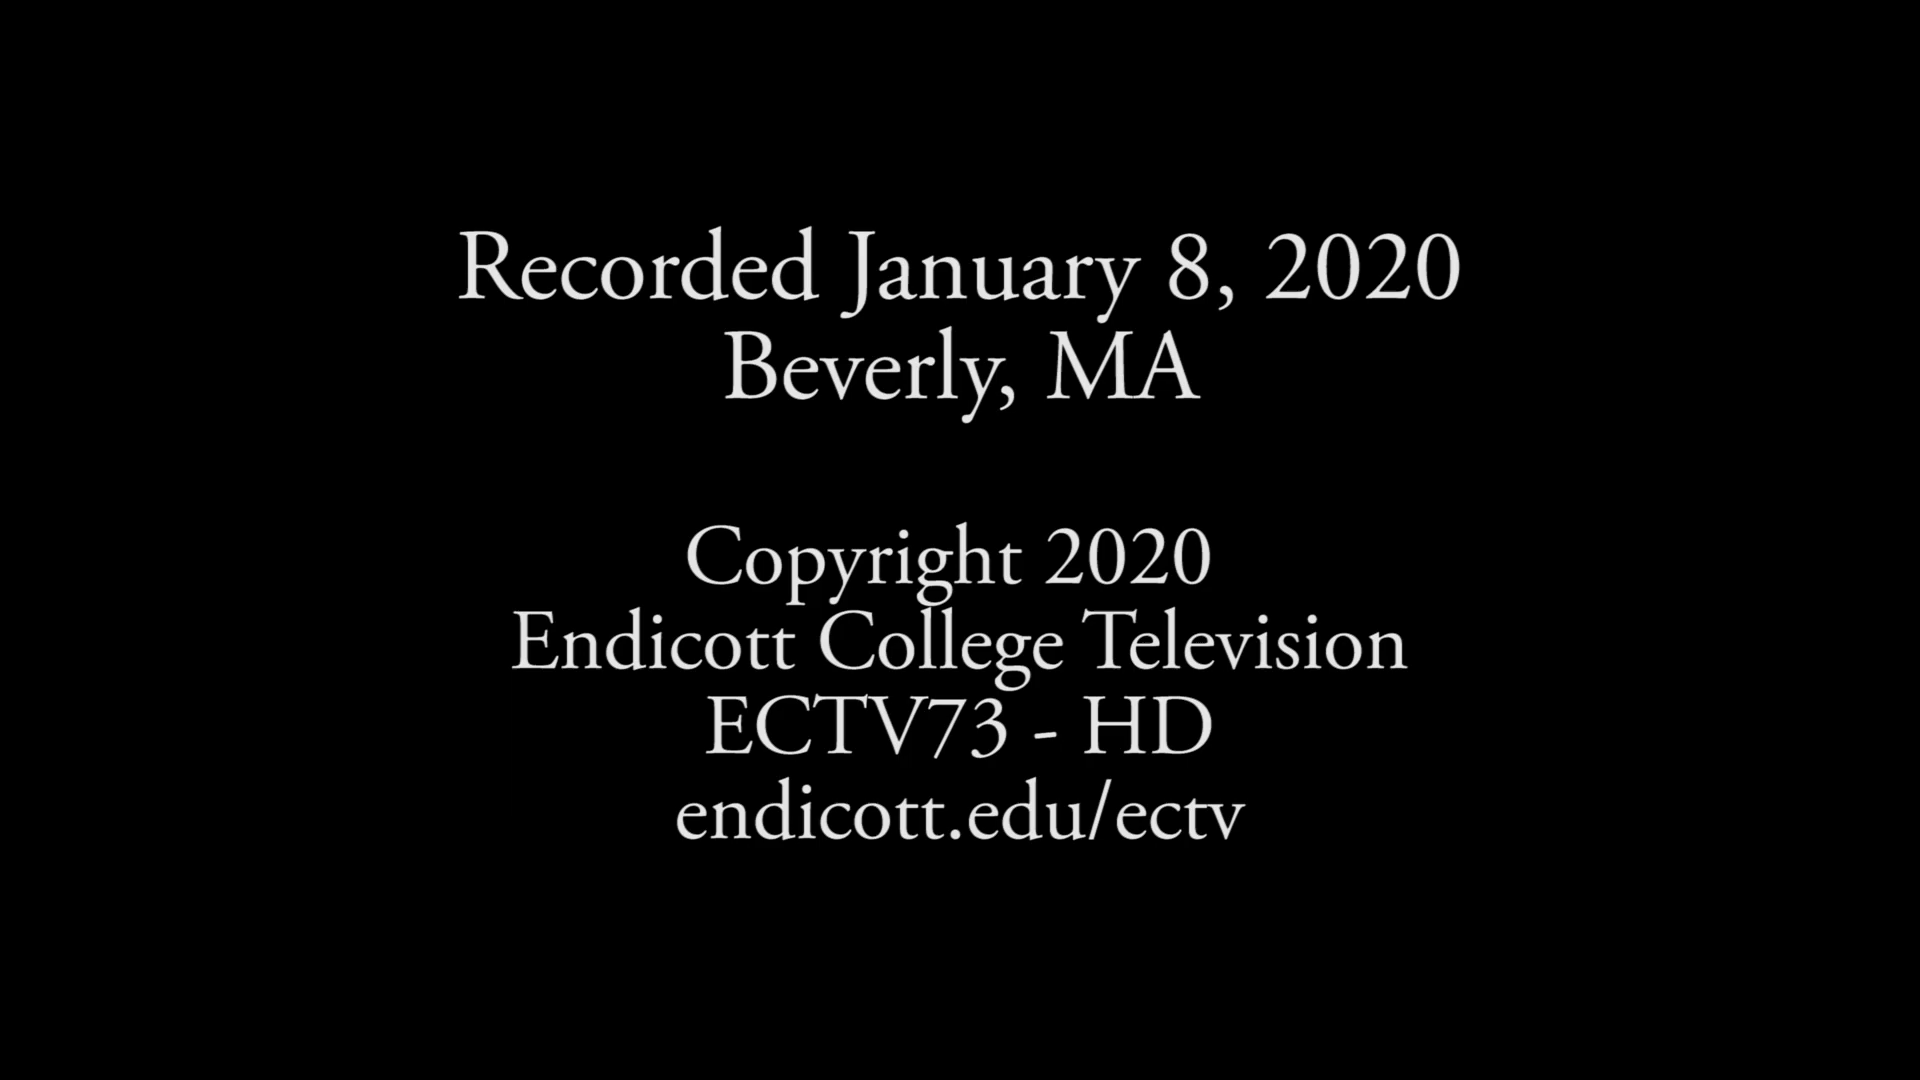 Recorded January 8, 2020
Beverly, MA
Copyright 2020
Endicott College Television
ECTV73 - HD
endicott.edu/ectv